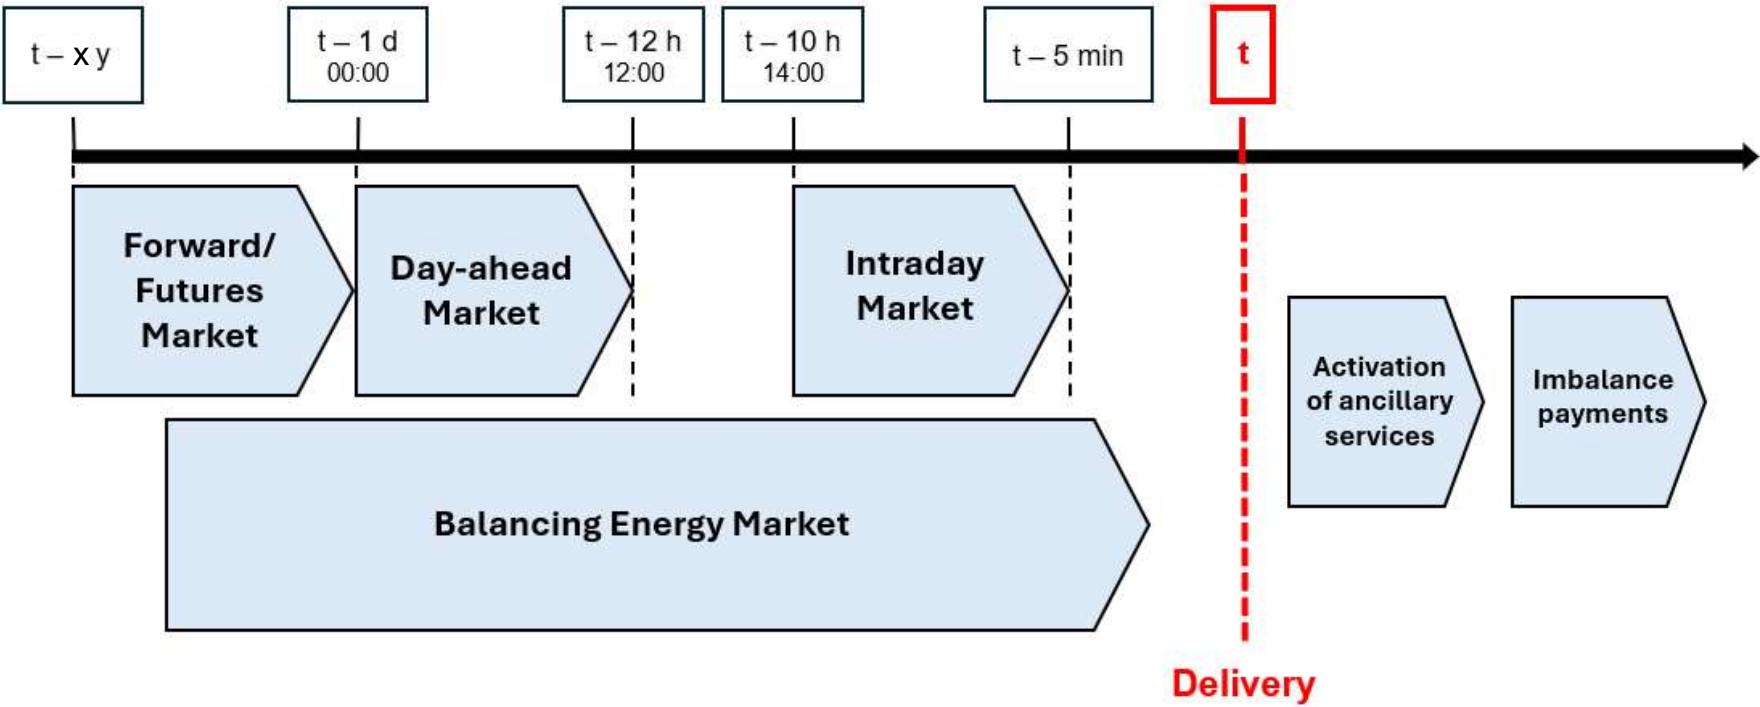 t – x y
t – 1 d
00:00
t – 12 h
12:00
t – 10 h
14:00
t – 5 min
t
Forward/
Futures
Market
Day-ahead
Market
Intraday
Market
Activation
of ancillary
services
Imbalance
payments
Balancing Energy Market
Delivery